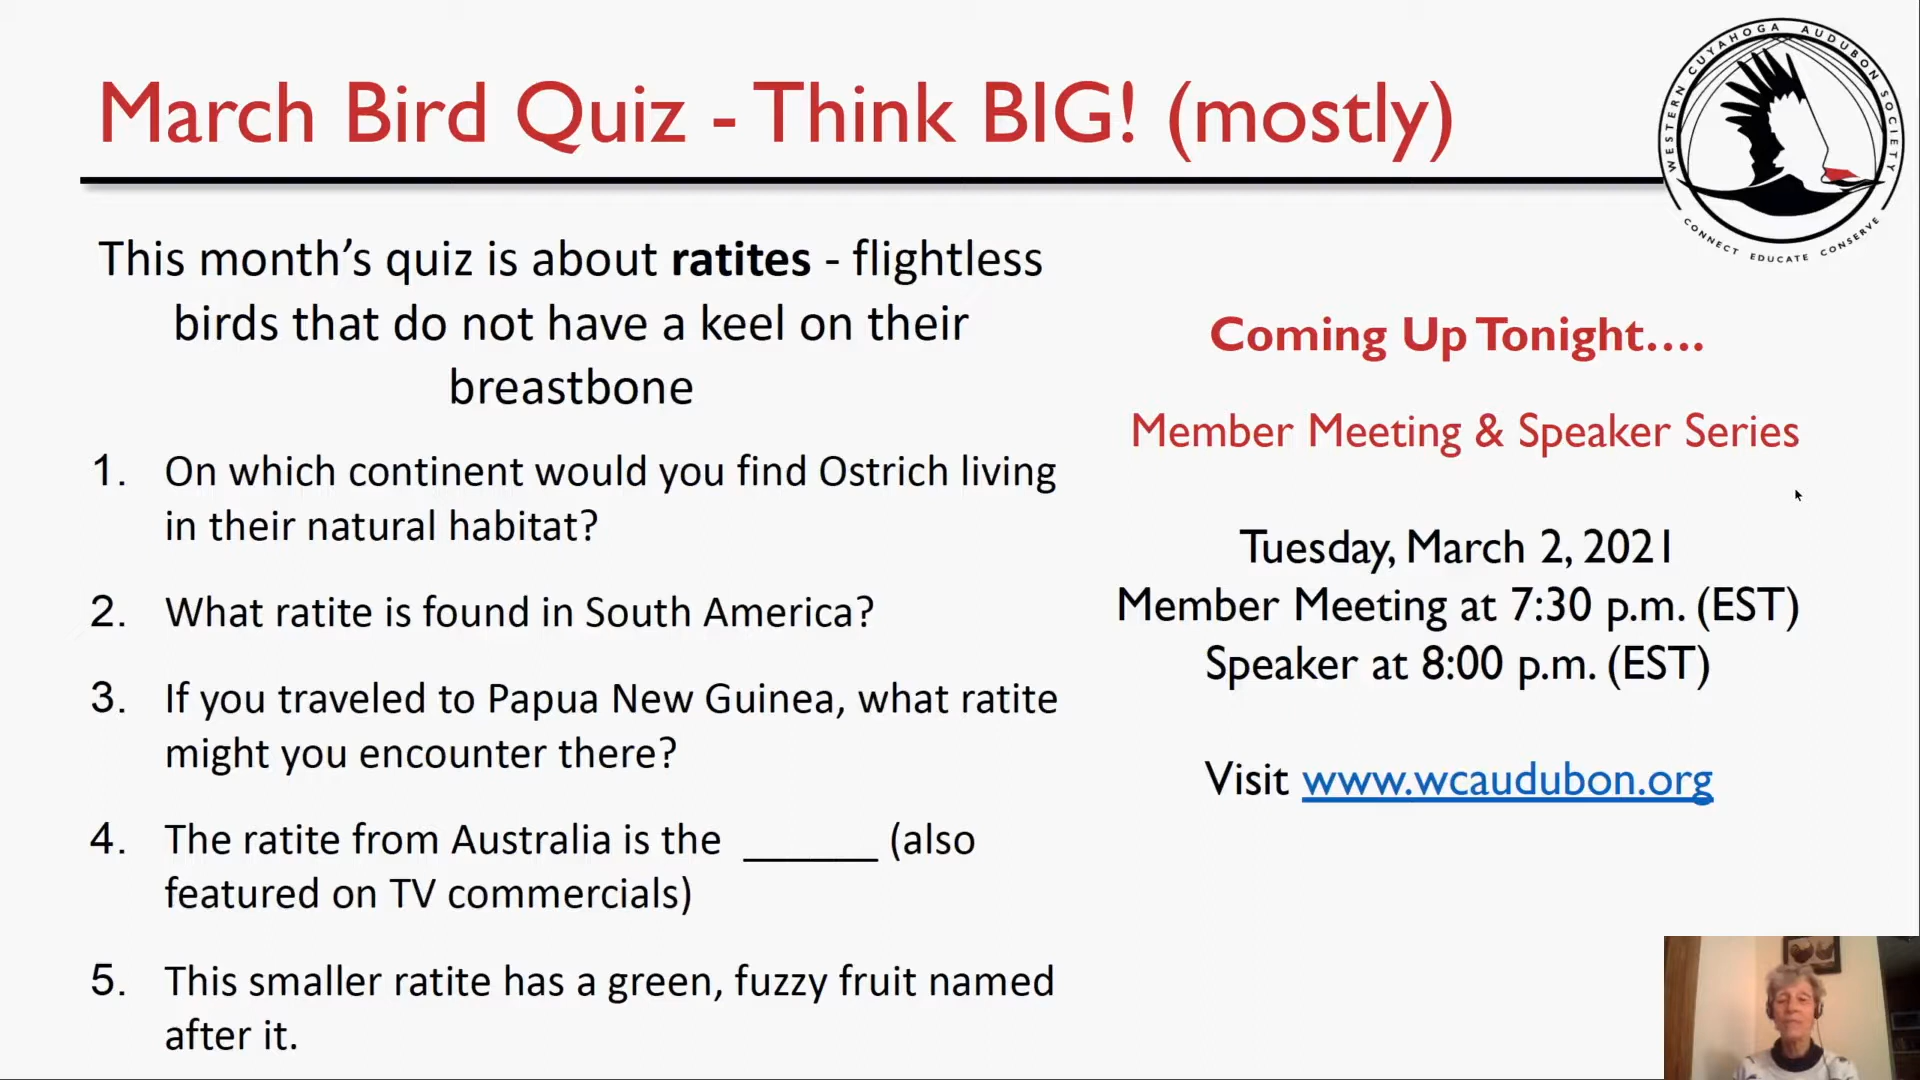 March Bird Quiz - Think BIG! (mostly)
WESTERN CUYAHOGA AUDUBON SOCIETY
CONNECT EDUCATE CONSERVE
This month’s quiz is about ratites - flightless
birds that do not have a keel on their
breastbone
1. On which continent would you find Ostrich living
in their natural habitat?
2. What ratite is found in South America?
3. If you traveled to Papua New Guinea, what ratite
might you encounter there?
4. The ratite from Australia is the ______ (also
featured on TV commercials)
5. This smaller ratite has a green, fuzzy fruit named
after it.
Coming Up Tonight….
Member Meeting & Speaker Series
Tuesday, March 2, 2021
Member Meeting at 7:30 p.m. (EST)
Speaker at 8:00 p.m. (EST)
Visit www.wcaudubon.org